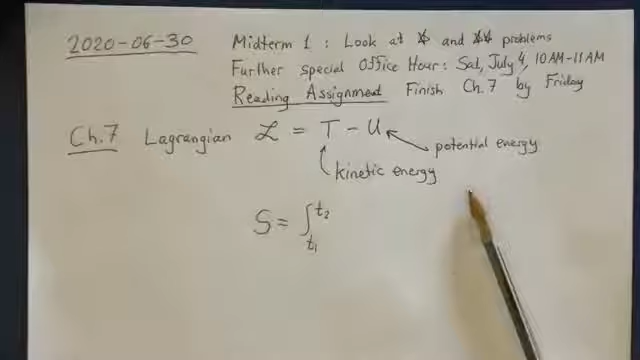 2020-06-30 Midterm 1 : Look at * and ** problems
Further special Office Hour : Sat, July 4, 10AM-11AM
Reading Assignment Finish Ch. 7 by Friday
Ch.7 Lagrangian ℒ = T - U
potential energy
kinetic energy
S = ∫_{t₁}^{t₂}